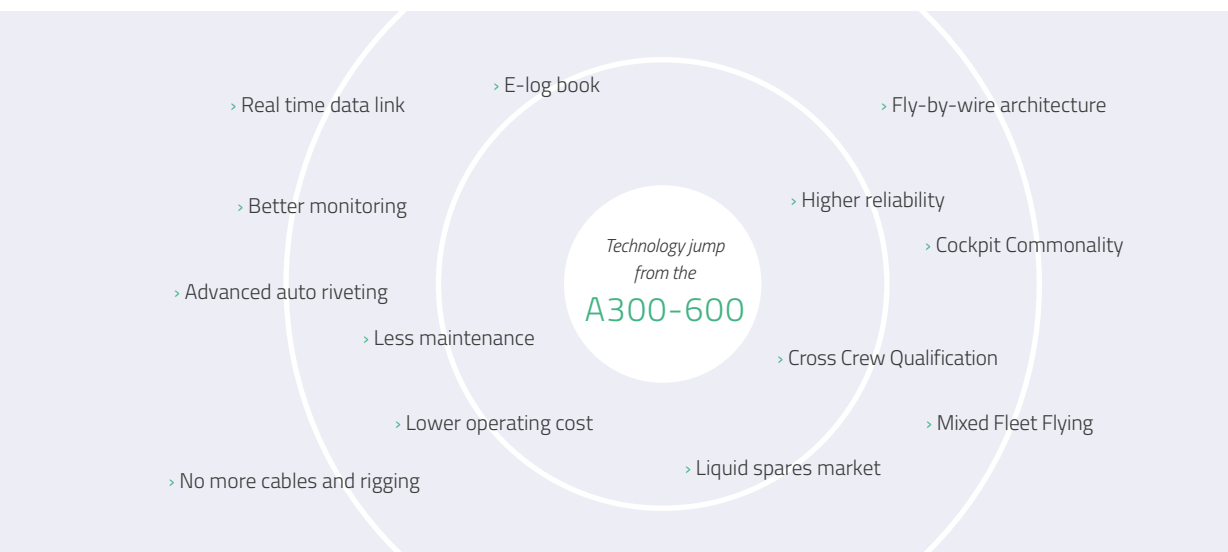 › E-log book
› Real time data link
› Fly-by-wire architecture
› Higher reliability
› Better monitoring
› Cockpit Commonality
Technology jump
from the
A300-600
› Advanced auto riveting
› Less maintenance
› Cross Crew Qualification
› Lower operating cost
› Mixed Fleet Flying
› Liquid spares market
› No more cables and rigging